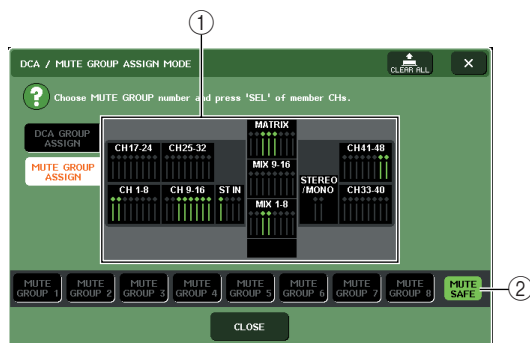 1
DCA / MUTE GROUP ASSIGN MODE
CLEAR ALL
×
? Choose MUTE GROUP number and press 'SEL' of member CHs.
DCA GROUP
ASSIGN
MUTE GROUP
ASSIGN
MATRIX
CH17-24 CH25-32
CH41-48
MIX 9-16
STEREO
/MONO
CH 1-8 CH 9-16 ST IN
CH33-40
MIX 1-8
MUTE
GROUP 1
MUTE
GROUP 2
MUTE
GROUP 3
MUTE
GROUP 4
MUTE
GROUP 5
MUTE
GROUP 6
MUTE
GROUP 7
MUTE
GROUP 8
MUTE
SAFE
2
CLOSE